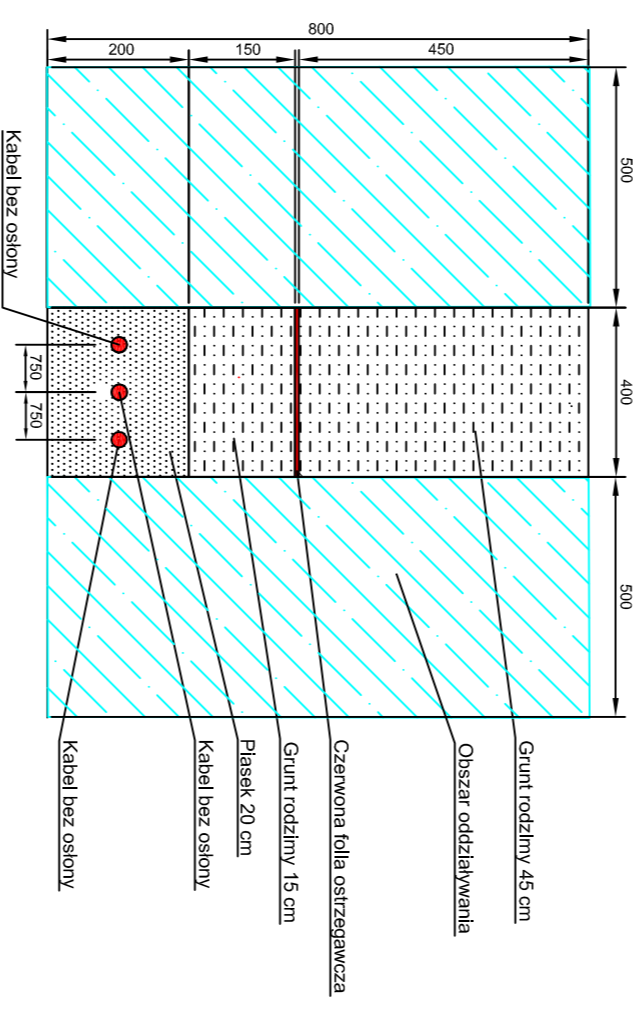 500
400
500
800
450
150
200
Grunt rodzimy 45 cm
Obszar oddziaływania
Czerwona folia ostrzegawcza
Grunt rodzimy 15 cm
Piasek 20 cm
Kabel bez osłony
Kabel bez osłony
Kabel bez osłony
750
750